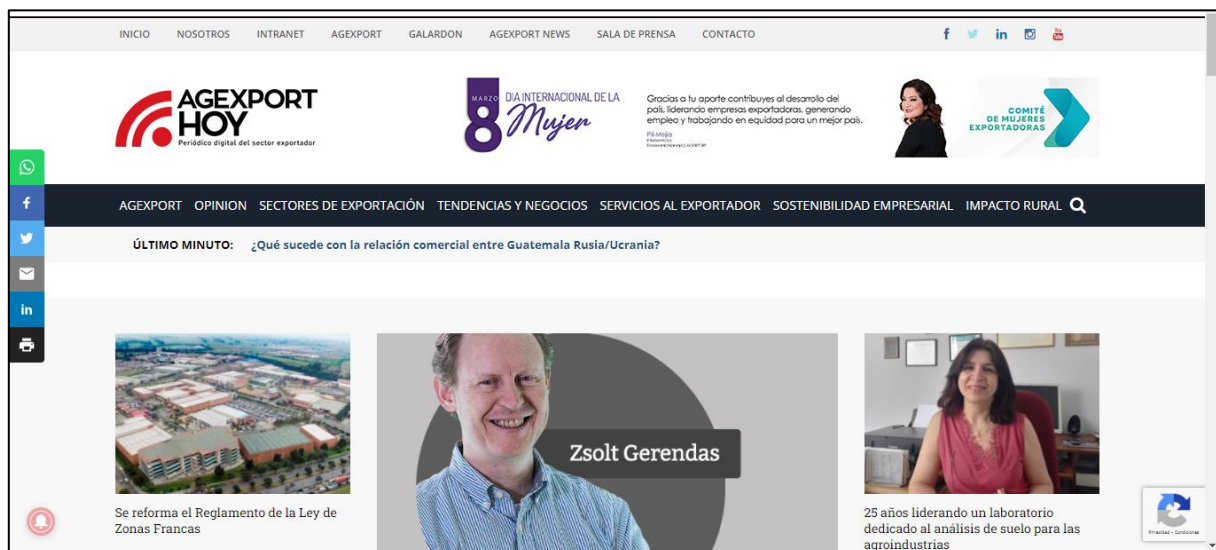 INICIO NOSOTROS INTRANET AGEXPORT GALARDON AGEXPORT NEWS SALA DE PRENSA CONTACTO
AGEXPORT
HOY
Periódico digital del sector exportador
MARZO
8
DIA INTERNACIONAL DE LA
Mujer
Gracias a tu aporte contribuyes al desarrollo del
país, liderando empresas exportadoras, generando
empleo y trabajando en equidad para un mejor país.
COMITÉ
DE MUJERES
EXPORTADORAS
AGEXPORT OPINION SECTORES DE EXPORTACIÓN TENDENCIAS Y NEGOCIOS SERVICIOS AL EXPORTADOR SOSTENIBILIDAD EMPRESARIAL IMPACTO RURAL
ÚLTIMO MINUTO: ¿Qué sucede con la relación comercial entre Guatemala Rusia/Ucrania?
Zsolt Gerendas
Se reforma el Reglamento de la Ley de
Zonas Francas
25 años liderando un laboratorio
dedicado al análisis de suelo para las
agroindustrias
Privacidad - Condiciones